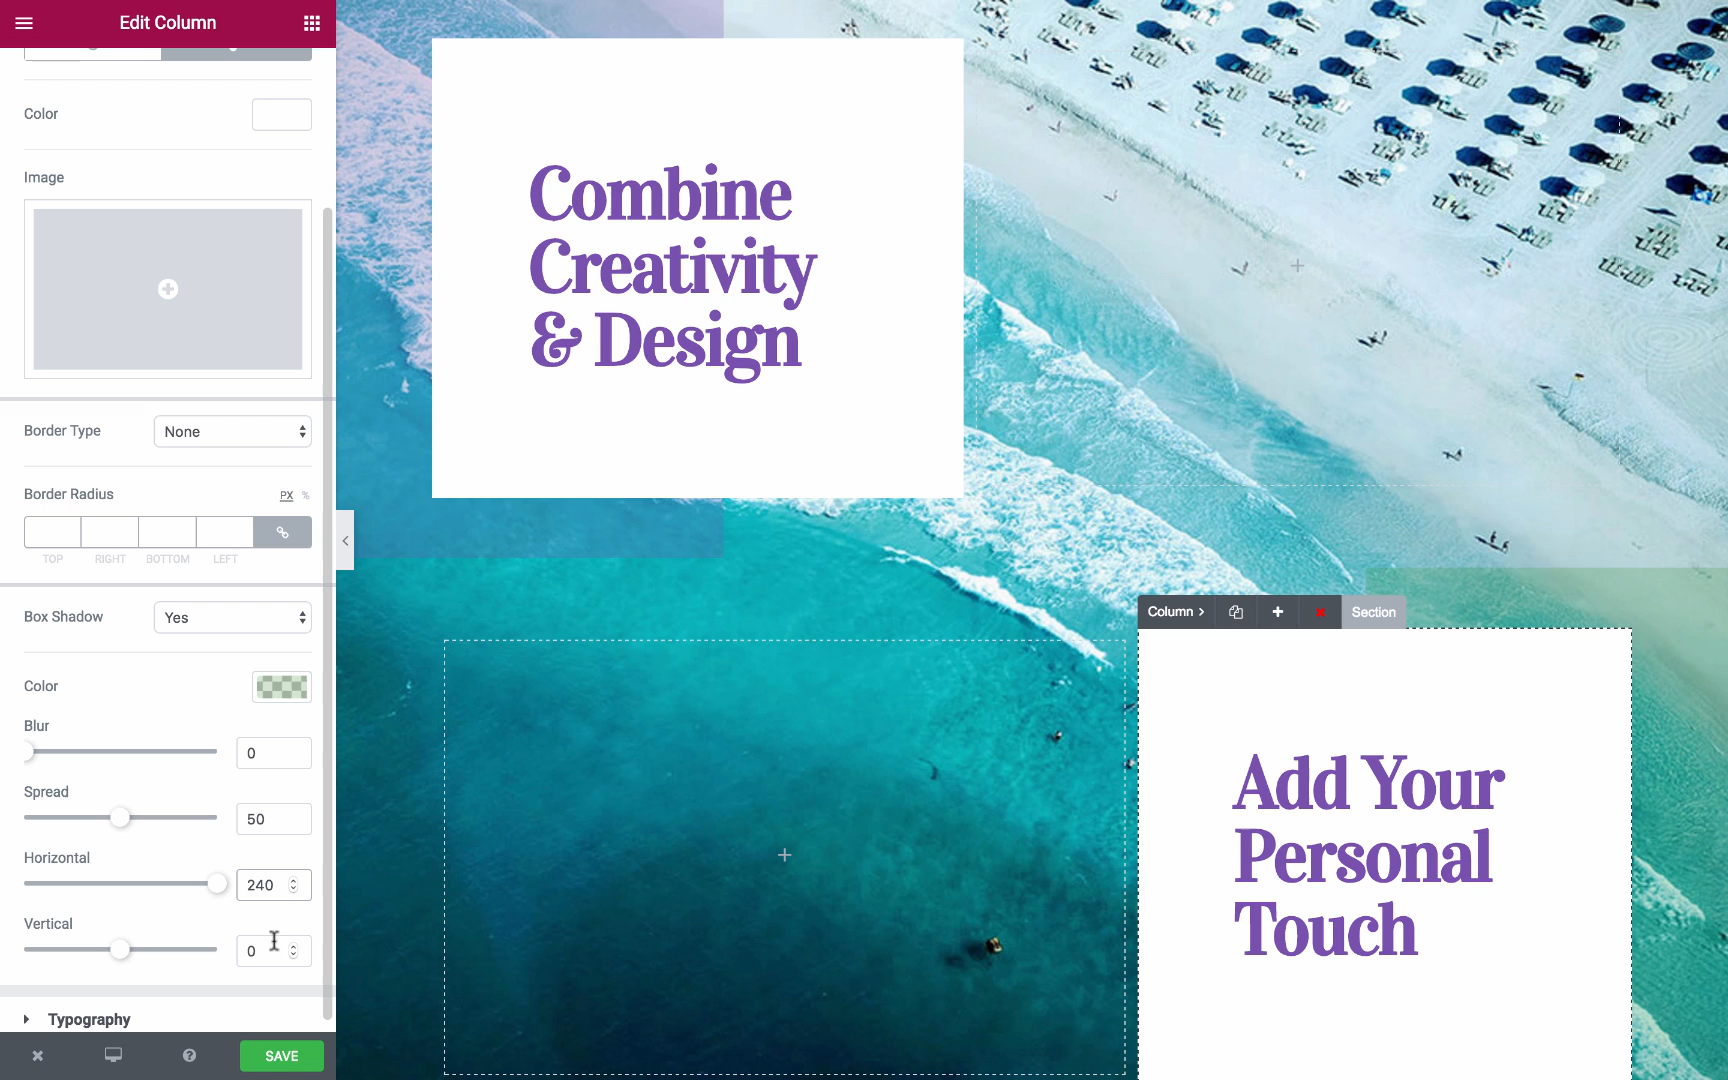 Edit Column
Color
Image
Border Type
None
Border Radius
PX %
TOP RIGHT BOTTOM LEFT
Box Shadow
Yes
Color
Blur
0
Spread
50
Horizontal
240
Vertical
0
Typography
SAVE
Combine
Creativity
& Design
Column
Section
Add Your
Personal
Touch